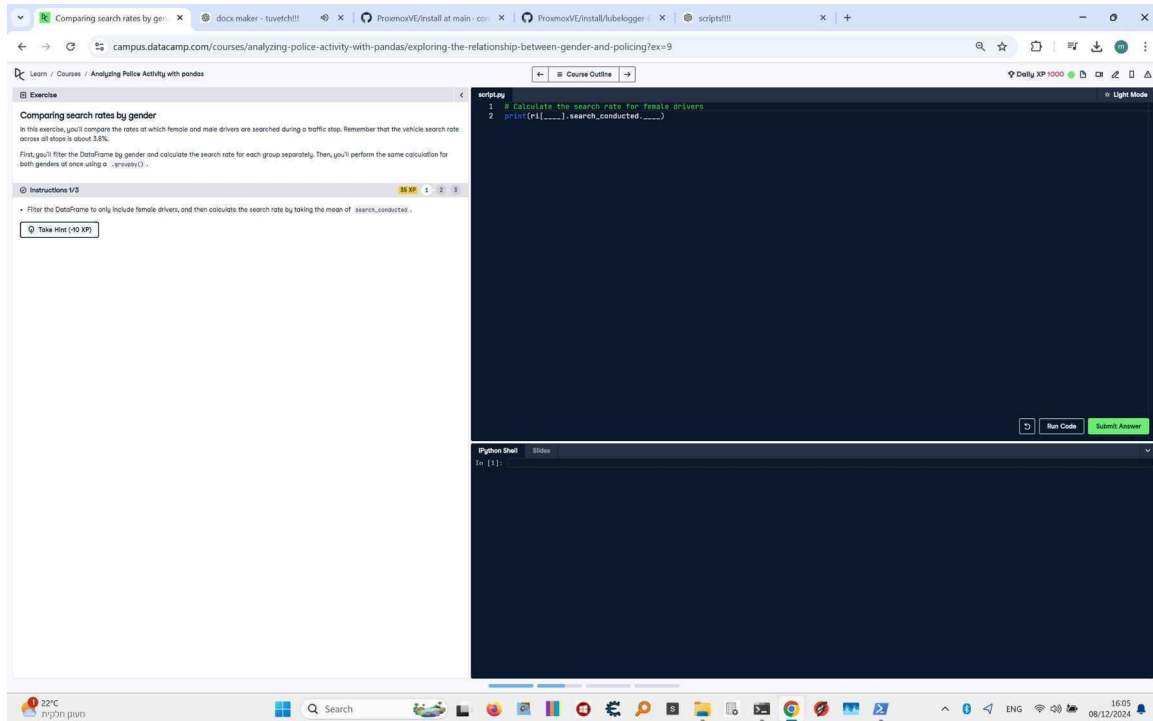 Comparing search rates by gen
docx maker - tuvetch!!!
ProxmoxVE/install at main · con
ProxmoxVE/install/lubelogger-i
scripts!!!!
campus.datacamp.com/courses/analyzing-police-activity-with-pandas/exploring-the-relationship-between-gender-and-policing?ex=9
Learn / Courses / Analyzing Police Activity with pandas
Course Outline
Daily XP 1000
Exercise
Comparing search rates by gender
In this exercise, you'll compare the rates at which female and male drivers are searched during a traffic stop. Remember that the vehicle search rate
across all stops is about 3.8%.
First, you'll filter the DataFrame by gender and calculate the search rate for each group separately. Then, you'll perform the same calculation for
both genders at once using a .groupby() .
Instructions 1/3
35 XP 1 2 3
• Filter the DataFrame to only include female drivers, and then calculate the search rate by taking the mean of search_conducted .
Take Hint (-10 XP)
script.py
Light Mode
1 # Calculate the search rate for female drivers
2 print(ri[____].search_conducted.____)
Run Code
Submit Answer
IPython Shell
Slides
In [1]:
1
22°C
מעונן חלקית
Search
ENG
16:05
08/12/2024